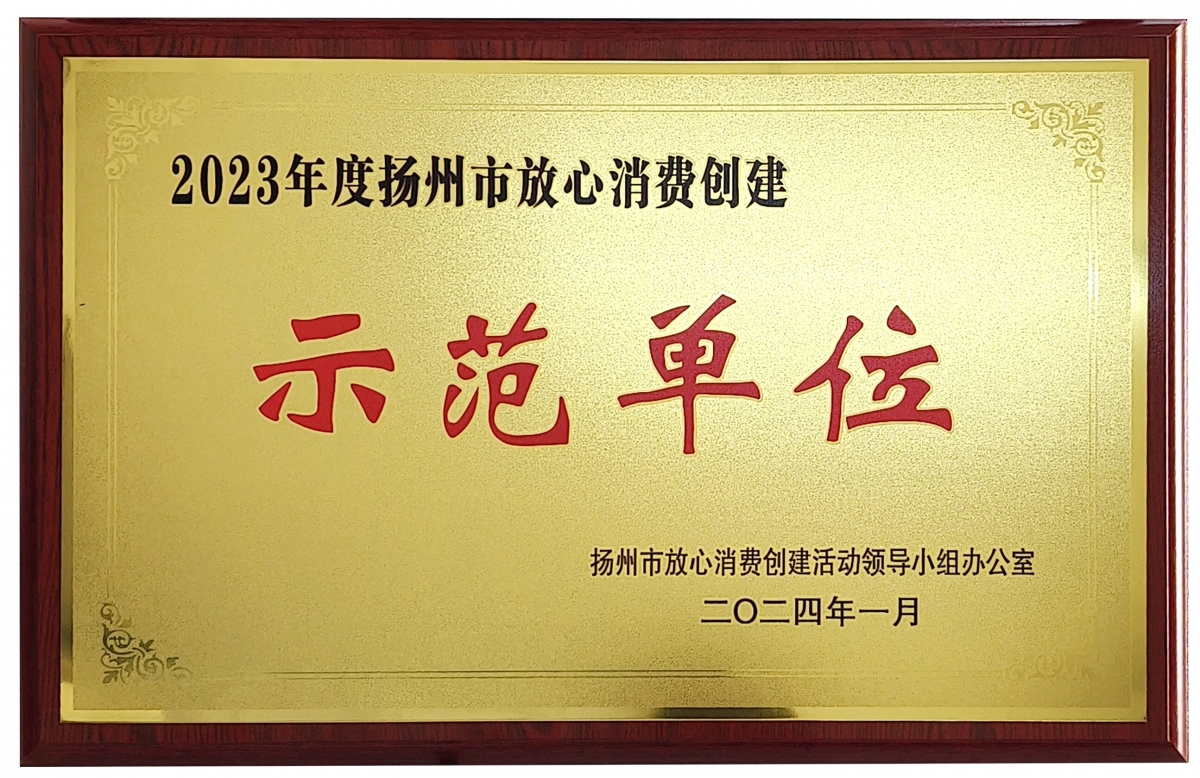 2023年度扬州市放心消费创建
示范单位
扬州市放心消费创建活动领导小组办公室
二〇二四年一月